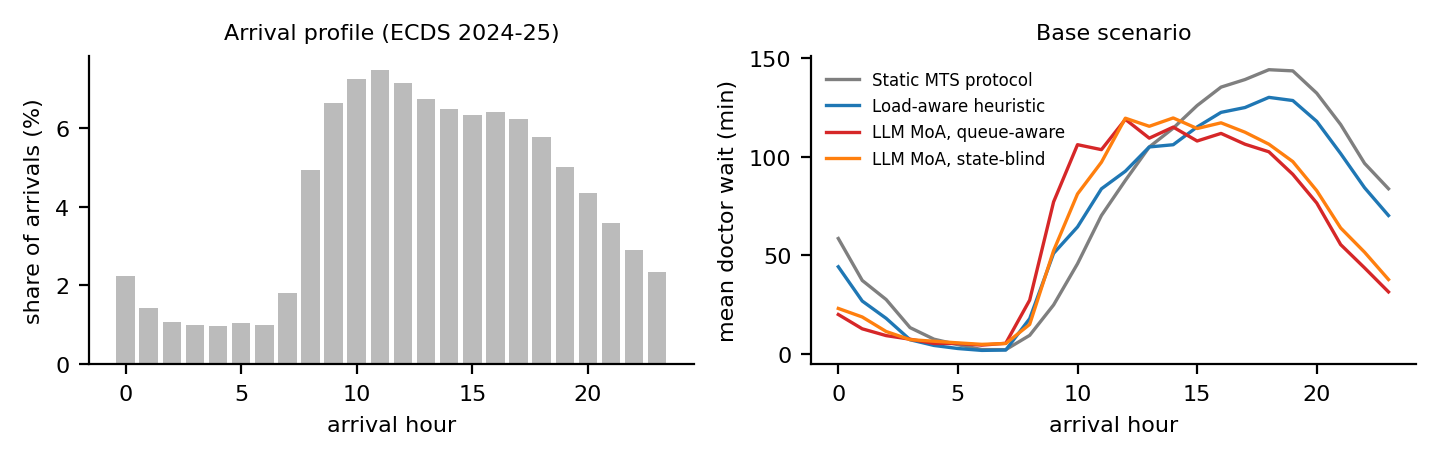 Arrival profile (ECDS 2024-25)
share of arrivals (%)
6
4
2
0
0 5 10 15 20
arrival hour
Base scenario
mean doctor wait (min)
150
100
50
0
Static MTS protocol
Load-aware heuristic
LLM MoA, queue-aware
LLM MoA, state-blind
0 5 10 15 20
arrival hour